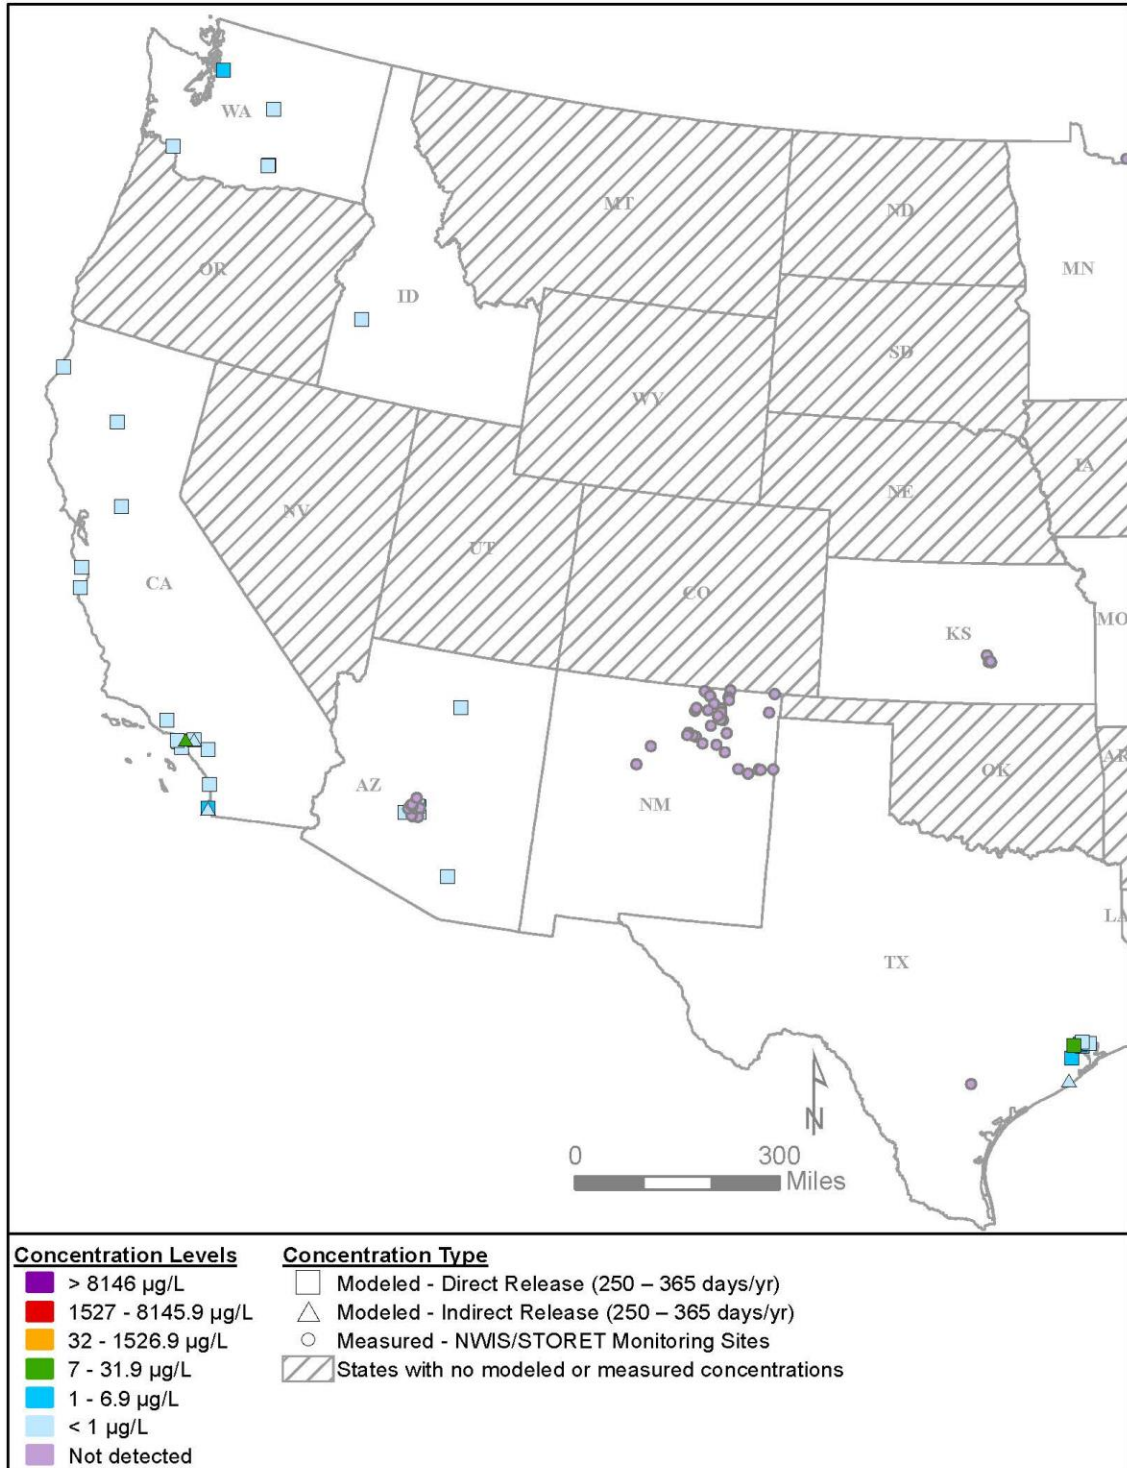 WA
MT
ND
MN
OR
ID
SD
WY
IA
NE
NV
UT
CO
CA
KS
MO
AZ
NM
OK
AR
LA
TX
N
0 300
Miles
Concentration Levels
> 8146 µg/L
1527 - 8145.9 µg/L
32 - 1526.9 µg/L
7 - 31.9 µg/L
1 - 6.9 µg/L
< 1 µg/L
Not detected
Concentration Type
Modeled - Direct Release (250 – 365 days/yr)
Modeled - Indirect Release (250 – 365 days/yr)
Measured - NWIS/STORET Monitoring Sites
States with no modeled or measured concentrations